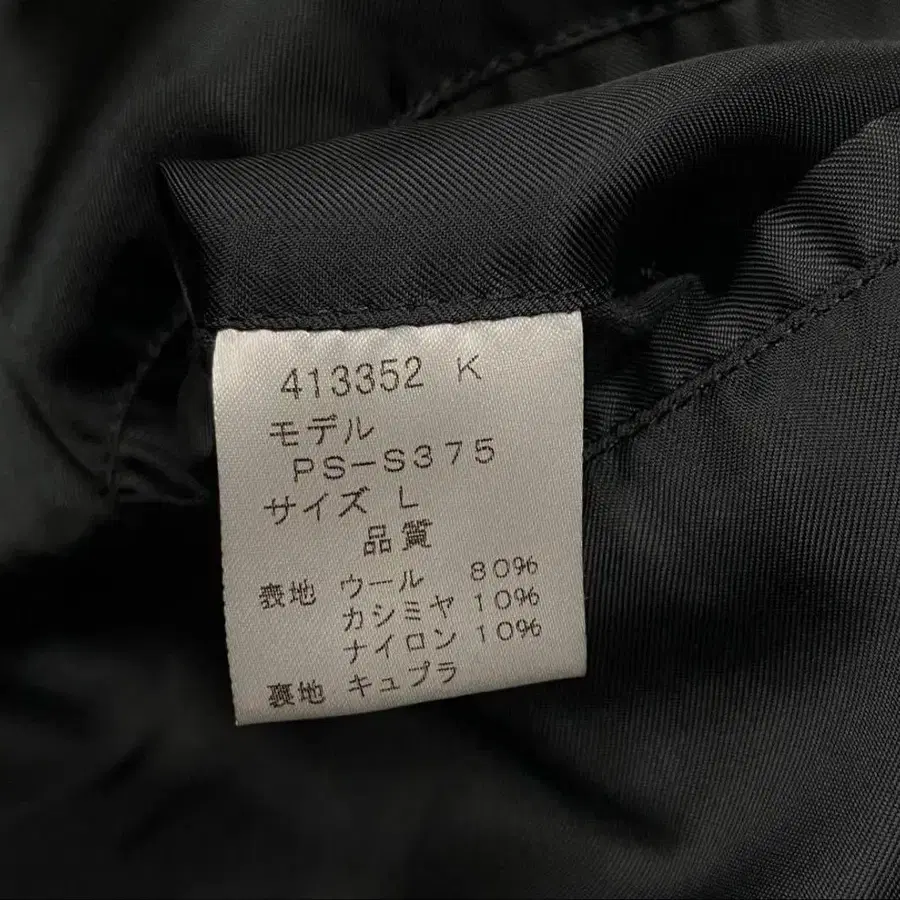 413352 K
モデル
PS-S375
サイズ L
品質
表地 ウール 80%
カシミヤ 10%
ナイロン 10%
裏地 キュプラ